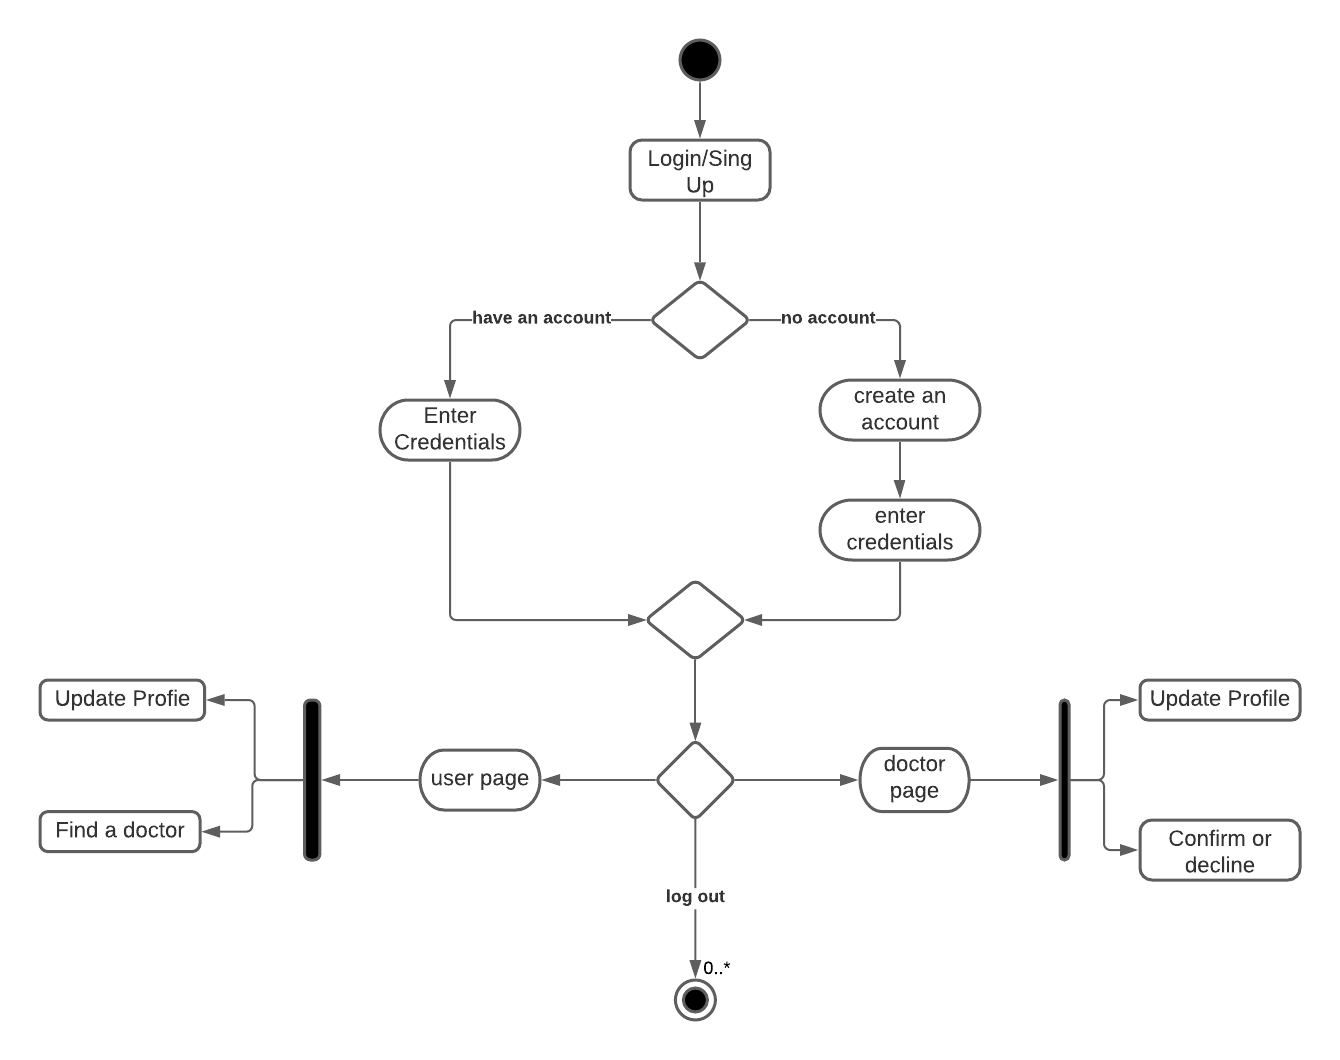 Login/Sing
Up
have an account
no account
Enter
Credentials
create an
account
enter
credentials
Update Profie
Find a doctor
user page
doctor
page
Update Profile
Confirm or
decline
log out
0..*